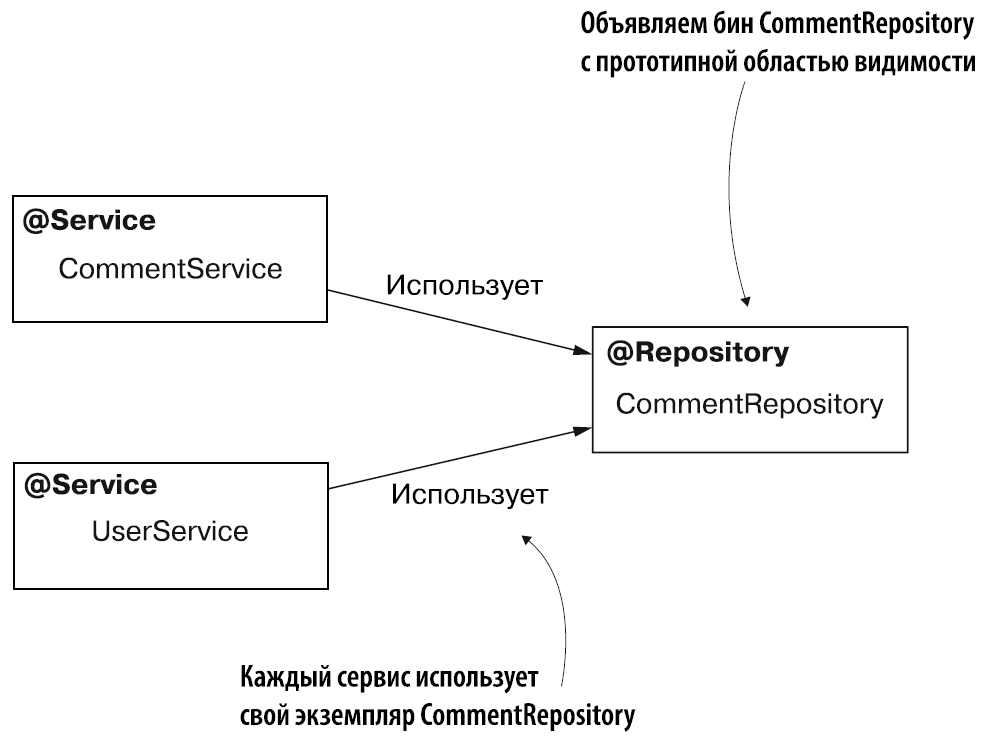 Объявляем бин CommentRepository
с прототипной областью видимости
@Service
CommentService
Использует
@Repository
CommentRepository
@Service
UserService
Использует
Каждый сервис использует
свой экземпляр CommentRepository